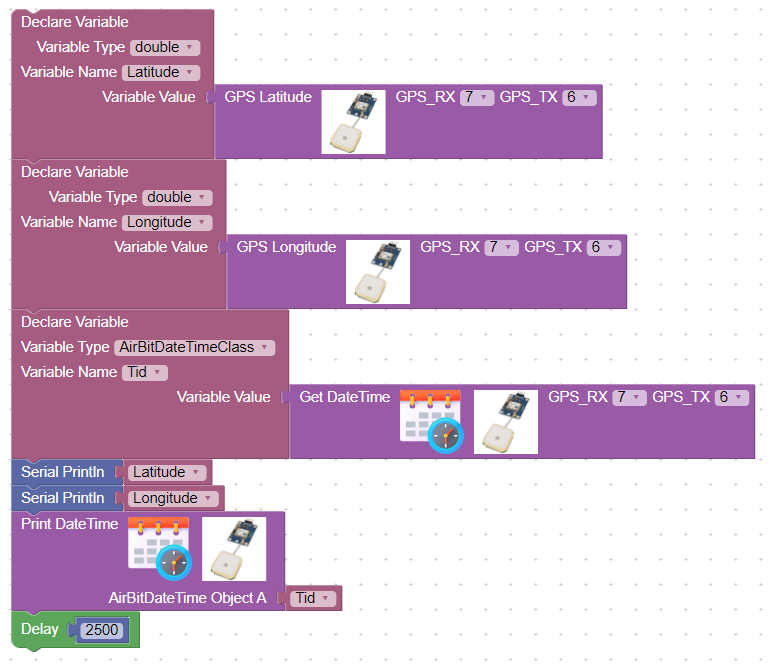 Declare Variable
Variable Type double
Variable Name Latitude
Variable Value GPS Latitude GPS_RX 7 GPS_TX 6
Declare Variable
Variable Type double
Variable Name Longitude
Variable Value GPS Longitude GPS_RX 7 GPS_TX 6
Declare Variable
Variable Type AirBitDateTimeClass
Variable Name Tid
Variable Value Get DateTime GPS_RX 7 GPS_TX 6
Serial Println Latitude
Serial Println Longitude
Print DateTime
AirBitDateTime Object A Tid
Delay 2500